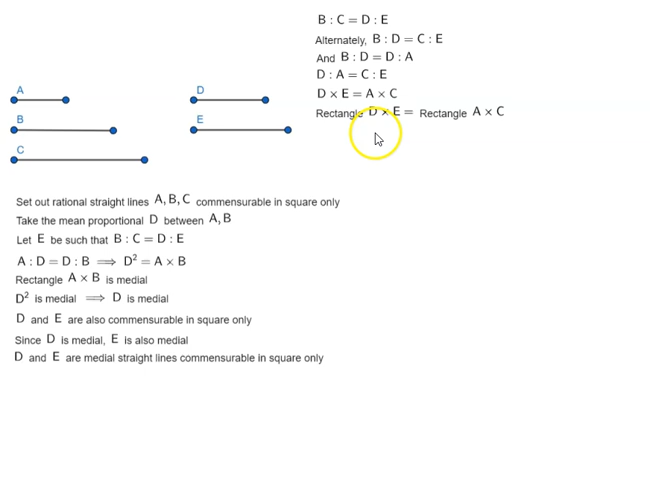 B : C = D : E
Alternately, B : D = C : E
And B : D = D : A
D : A = C : E
D × E = A × C
Rectangle D × E = Rectangle A × C
A
D
B
E
C
Set out rational straight lines A, B, C commensurable in square only
Take the mean proportional D between A, B
Let E be such that B : C = D : E
A : D = D : B ⟹ D² = A × B
Rectangle A × B is medial
D² is medial ⟹ D is medial
D and E are also commensurable in square only
Since D is medial, E is also medial
D and E are medial straight lines commensurable in square only